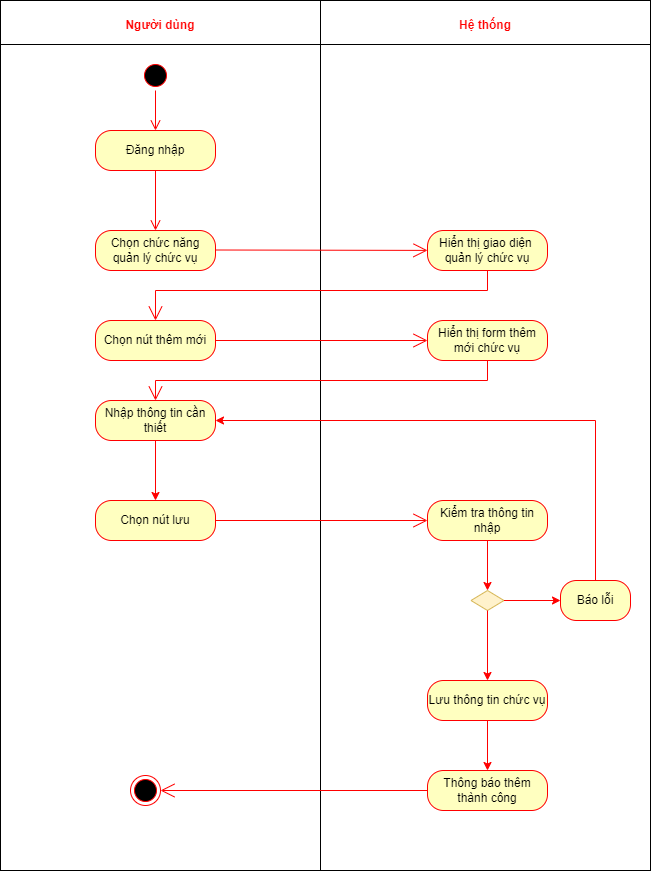 Người dùng
Hệ thống
Đăng nhập
Chọn chức năng
quản lý chức vụ
Hiển thị giao diện
quản lý chức vụ
Chọn nút thêm mới
Hiển thị form thêm
mới chức vụ
Nhập thông tin cần
thiết
Chọn nút lưu
Kiểm tra thông tin
nhập
Báo lỗi
Lưu thông tin chức vụ
Thông báo thêm
thành công